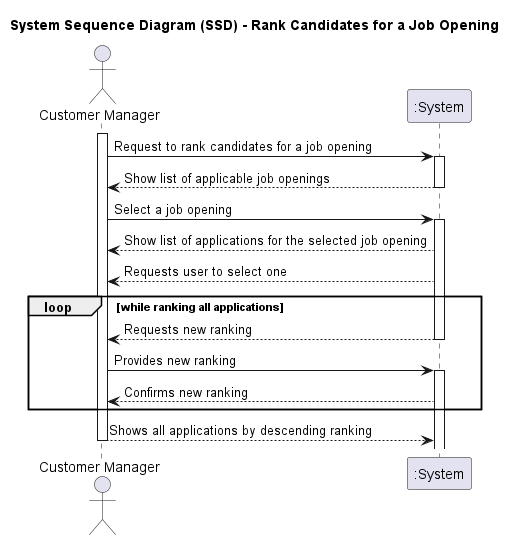 System Sequence Diagram (SSD) - Rank Candidates for a Job Opening
Customer Manager
:System
Request to rank candidates for a job opening
Show list of applicable job openings
Select a job opening
Show list of applications for the selected job opening
Requests user to select one
loop [while ranking all applications]
Requests new ranking
Provides new ranking
Confirms new ranking
Shows all applications by descending ranking
Customer Manager
:System